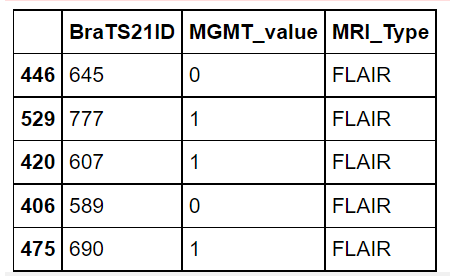 BraTS21ID MGMT_value MRI_Type
446 645 0 FLAIR
529 777 1 FLAIR
420 607 1 FLAIR
406 589 0 FLAIR
475 690 1 FLAIR